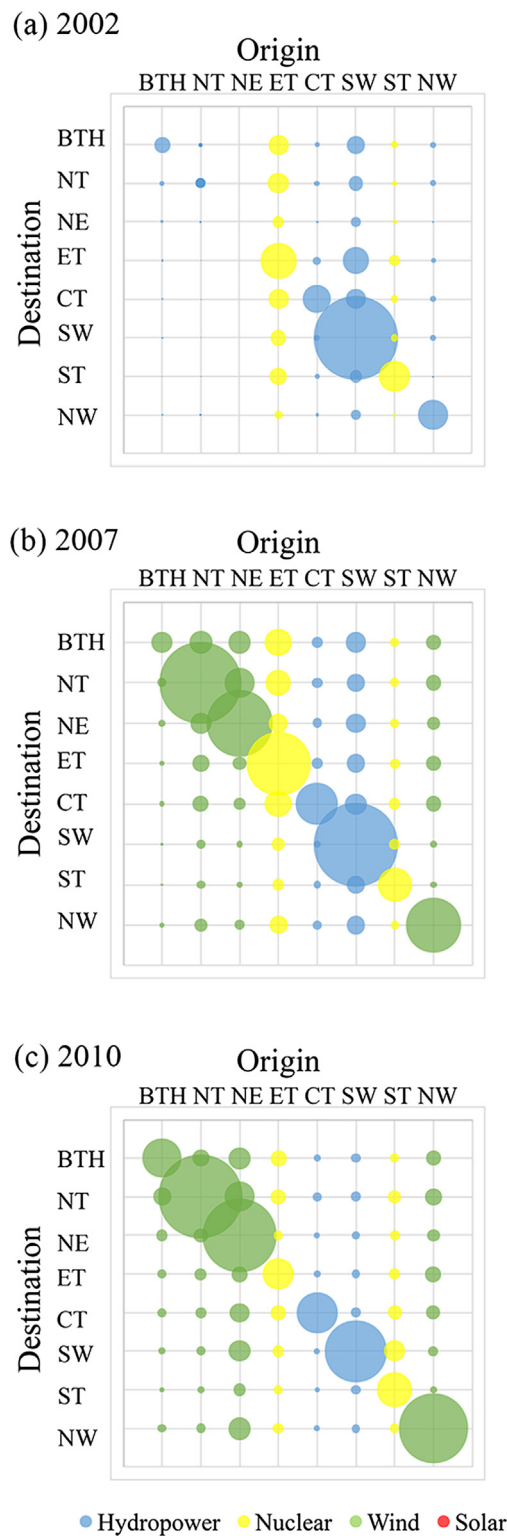 (a) 2002
Origin
BTH NT NE ET CT SW ST NW
Destination
BTH
NT
NE
ET
CT
SW
ST
NW
(b) 2007
Origin
BTH NT NE ET CT SW ST NW
Destination
BTH
NT
NE
ET
CT
SW
ST
NW
(c) 2010
Origin
BTH NT NE ET CT SW ST NW
Destination
BTH
NT
NE
ET
CT
SW
ST
NW
Hydropower Nuclear Wind Solar